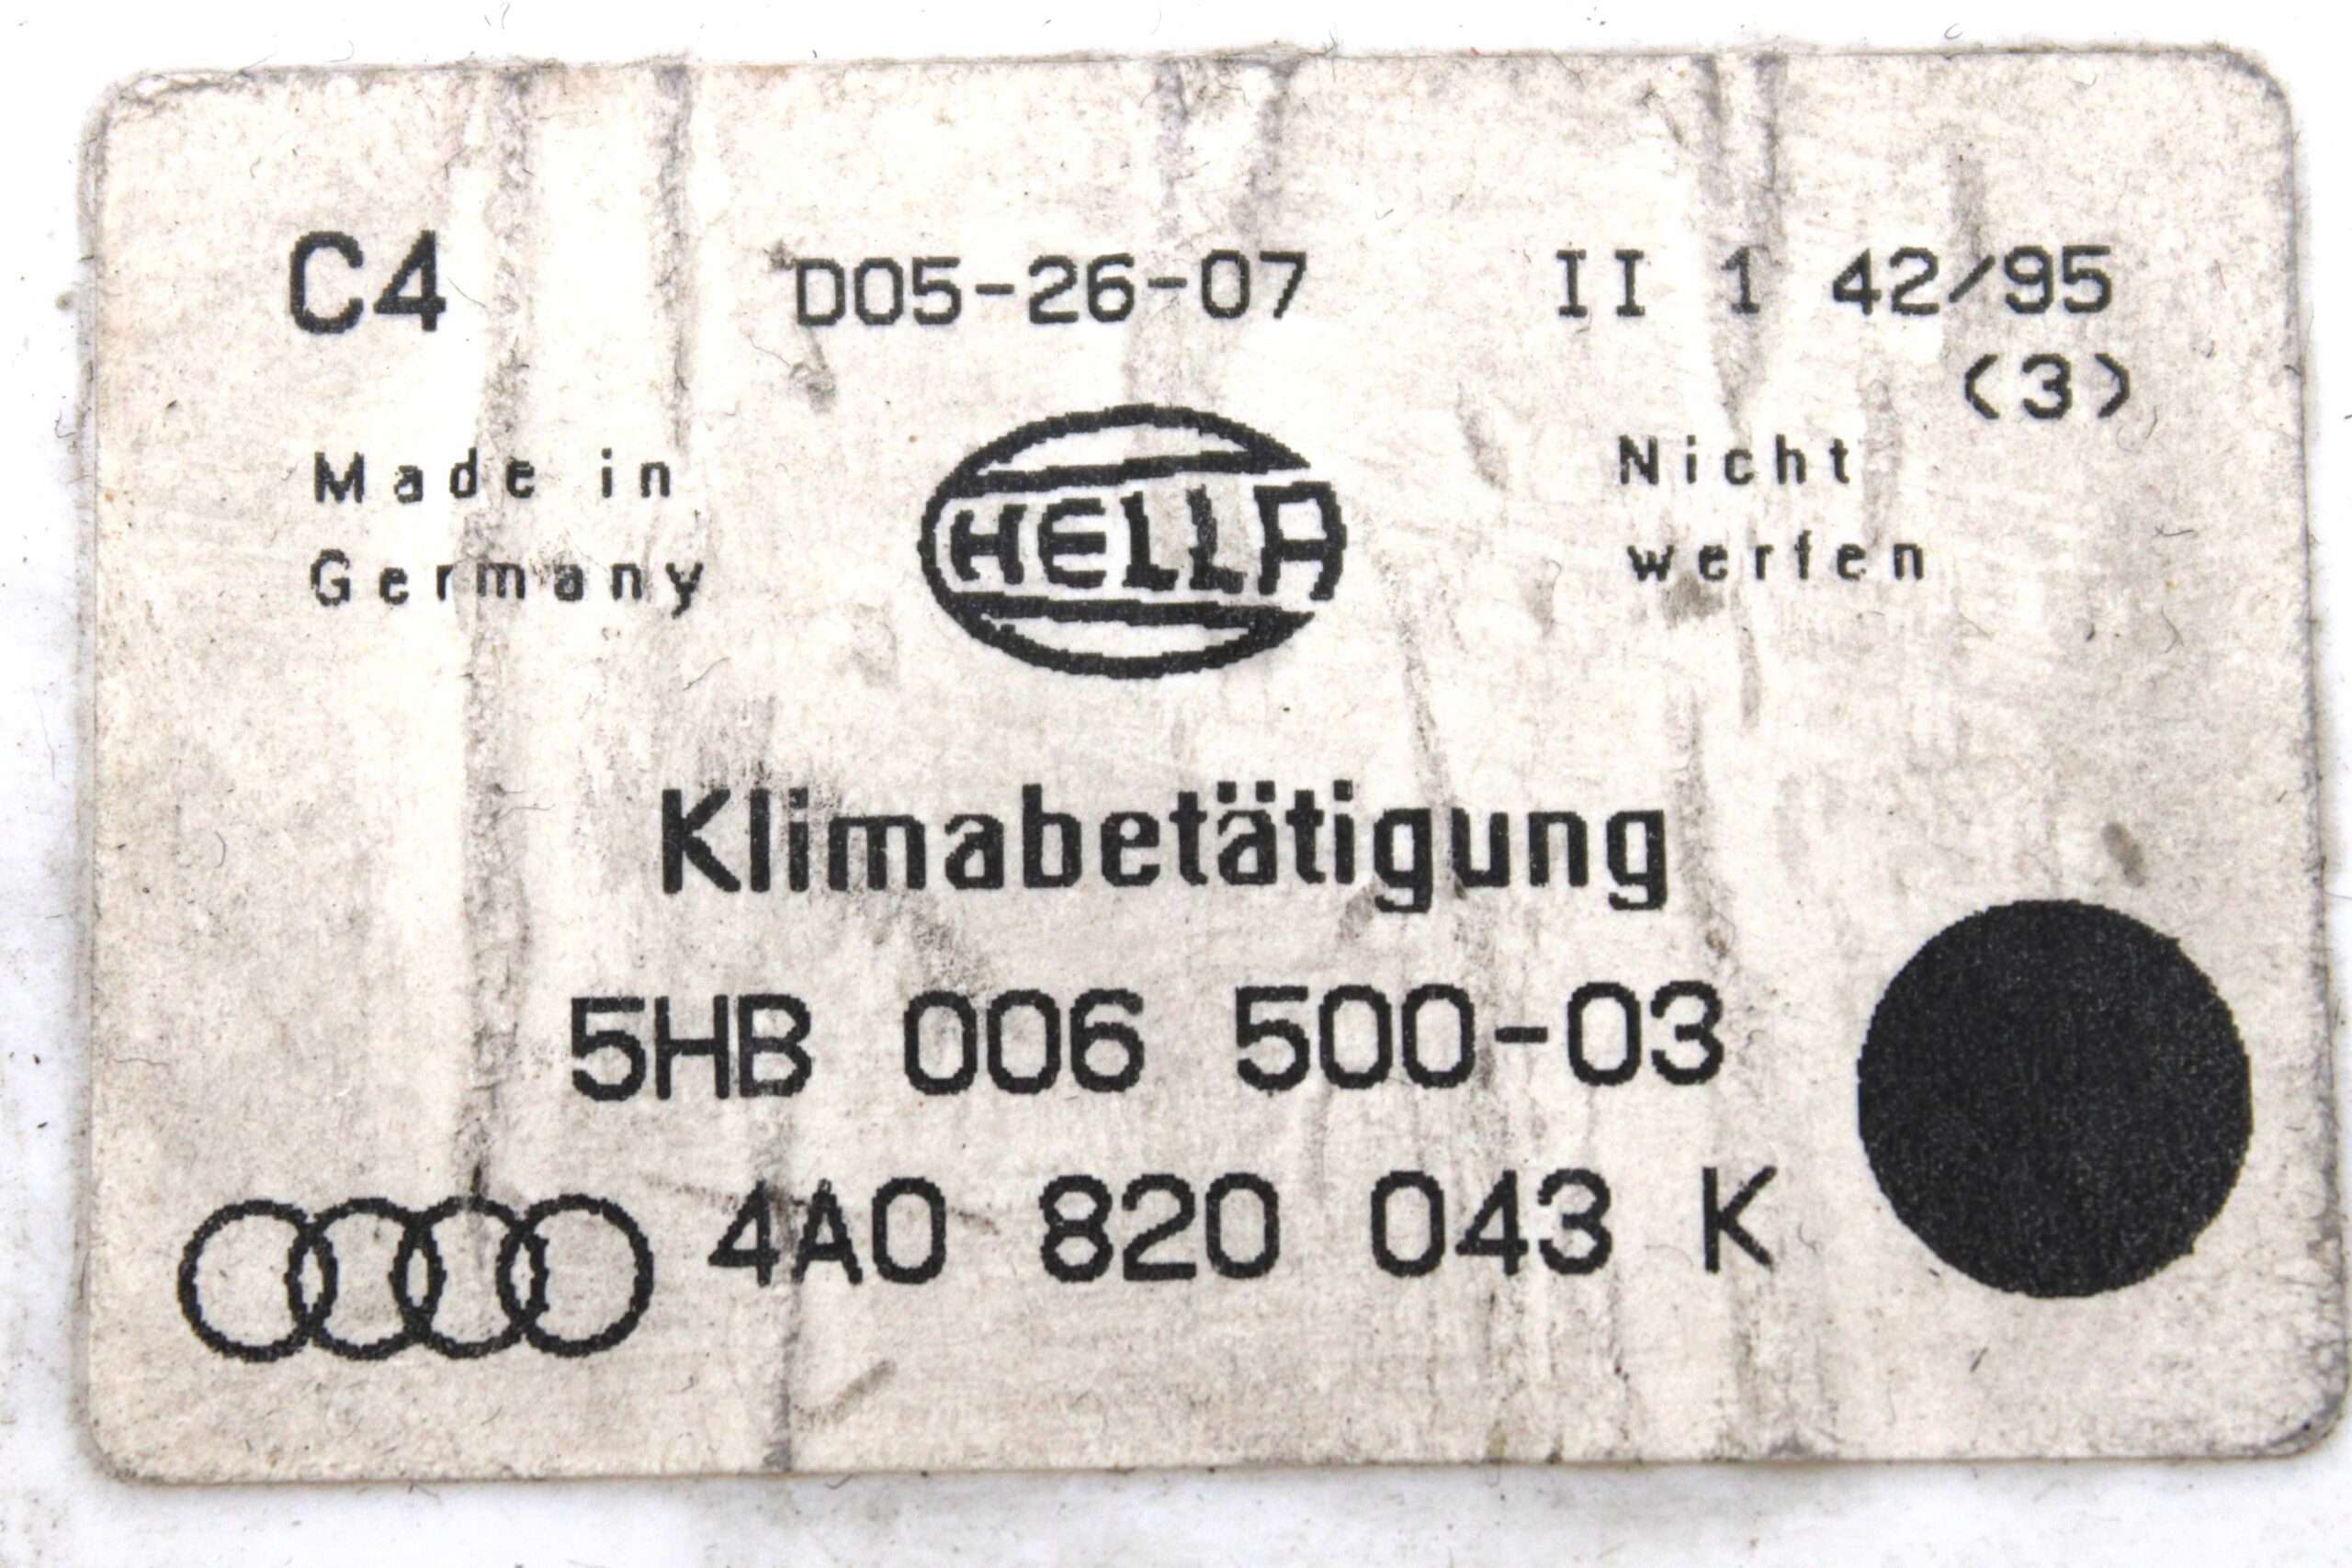 C4 D05-26-07 II 1 42/95
(3)
Made in
Germany
HELLA
Nicht
werfen
Klimabetätigung
5HB 006 500-03
4A0 820 043 K